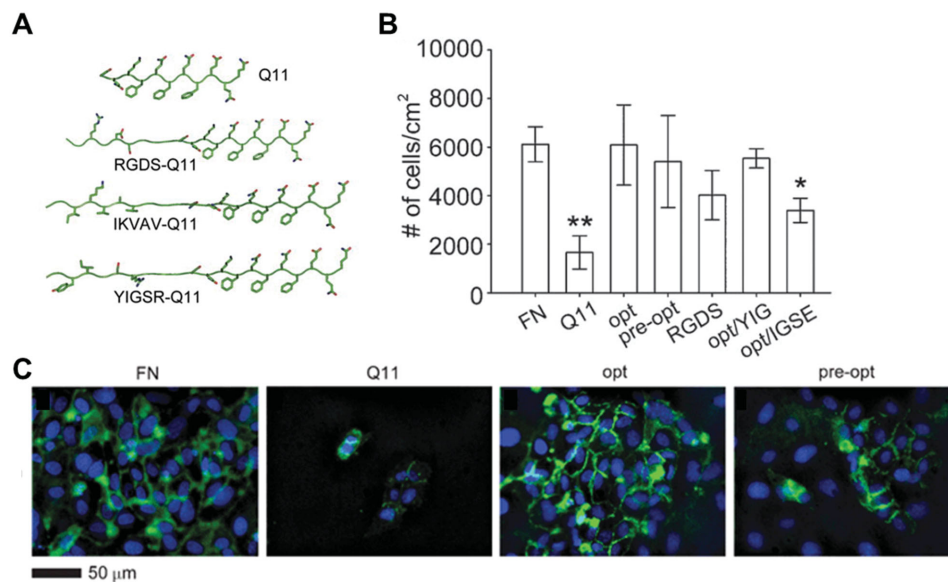 A
Q11
RGDS-Q11
IKVAV-Q11
YIGSR-Q11
B
# of cells/cm²
10000
8000
6000
4000
2000
0
**
*
FN
Q11
opt
pre-opt
RGDS
opt/YIG
opt/IGSE
C
FN
Q11
opt
pre-opt
50 μm